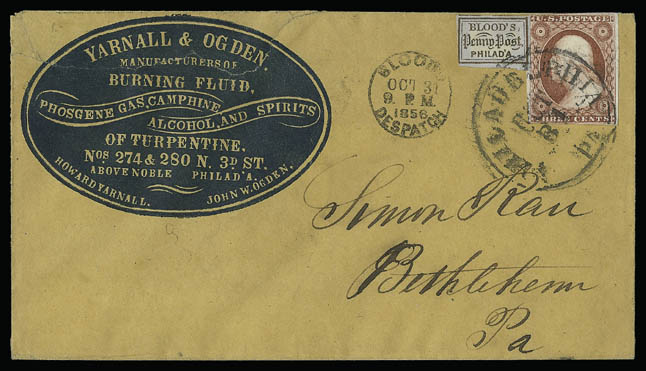 YARNALL & OGDEN.
MANUFACTURERS OF
BURNING FLUID,
PHOSGENE GAS, CAMPHINE,
ALCOHOL, AND SPIRITS
OF TURPENTINE,
Nos 274 & 280 N. 3D ST.
ABOVE NOBLE PHILAD'A.
HOWARD YARNALL.
JOHN W. OGDEN.
BLOOD'S
Penny Post.
PHILAD'A.
BLOOD'S
OCT 31
9. P M.
1856
DESPATCH
U.S. POSTAGE
THREE CENTS
PA
Simon Rau
Bethlehem
Pa